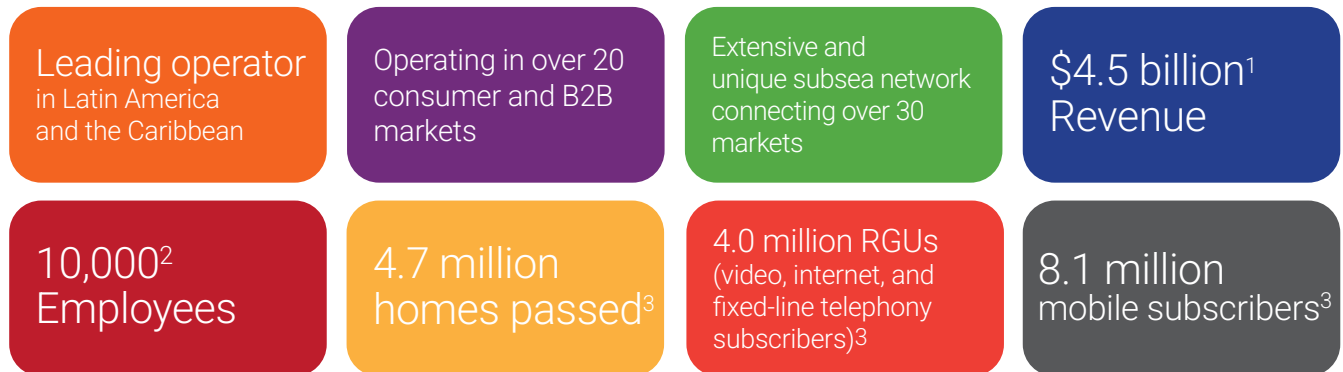 Leading operator
in Latin America
and the Caribbean
Operating in over 20
consumer and B2B
markets
Extensive and
unique subsea network
connecting over 30
markets
$4.5 billion¹
Revenue
10,000²
Employees
4.7 million
homes passed³
4.0 million RGUs
(video, internet, and
fixed-line telephony
subscribers)3
8.1 million
mobile subscribers³